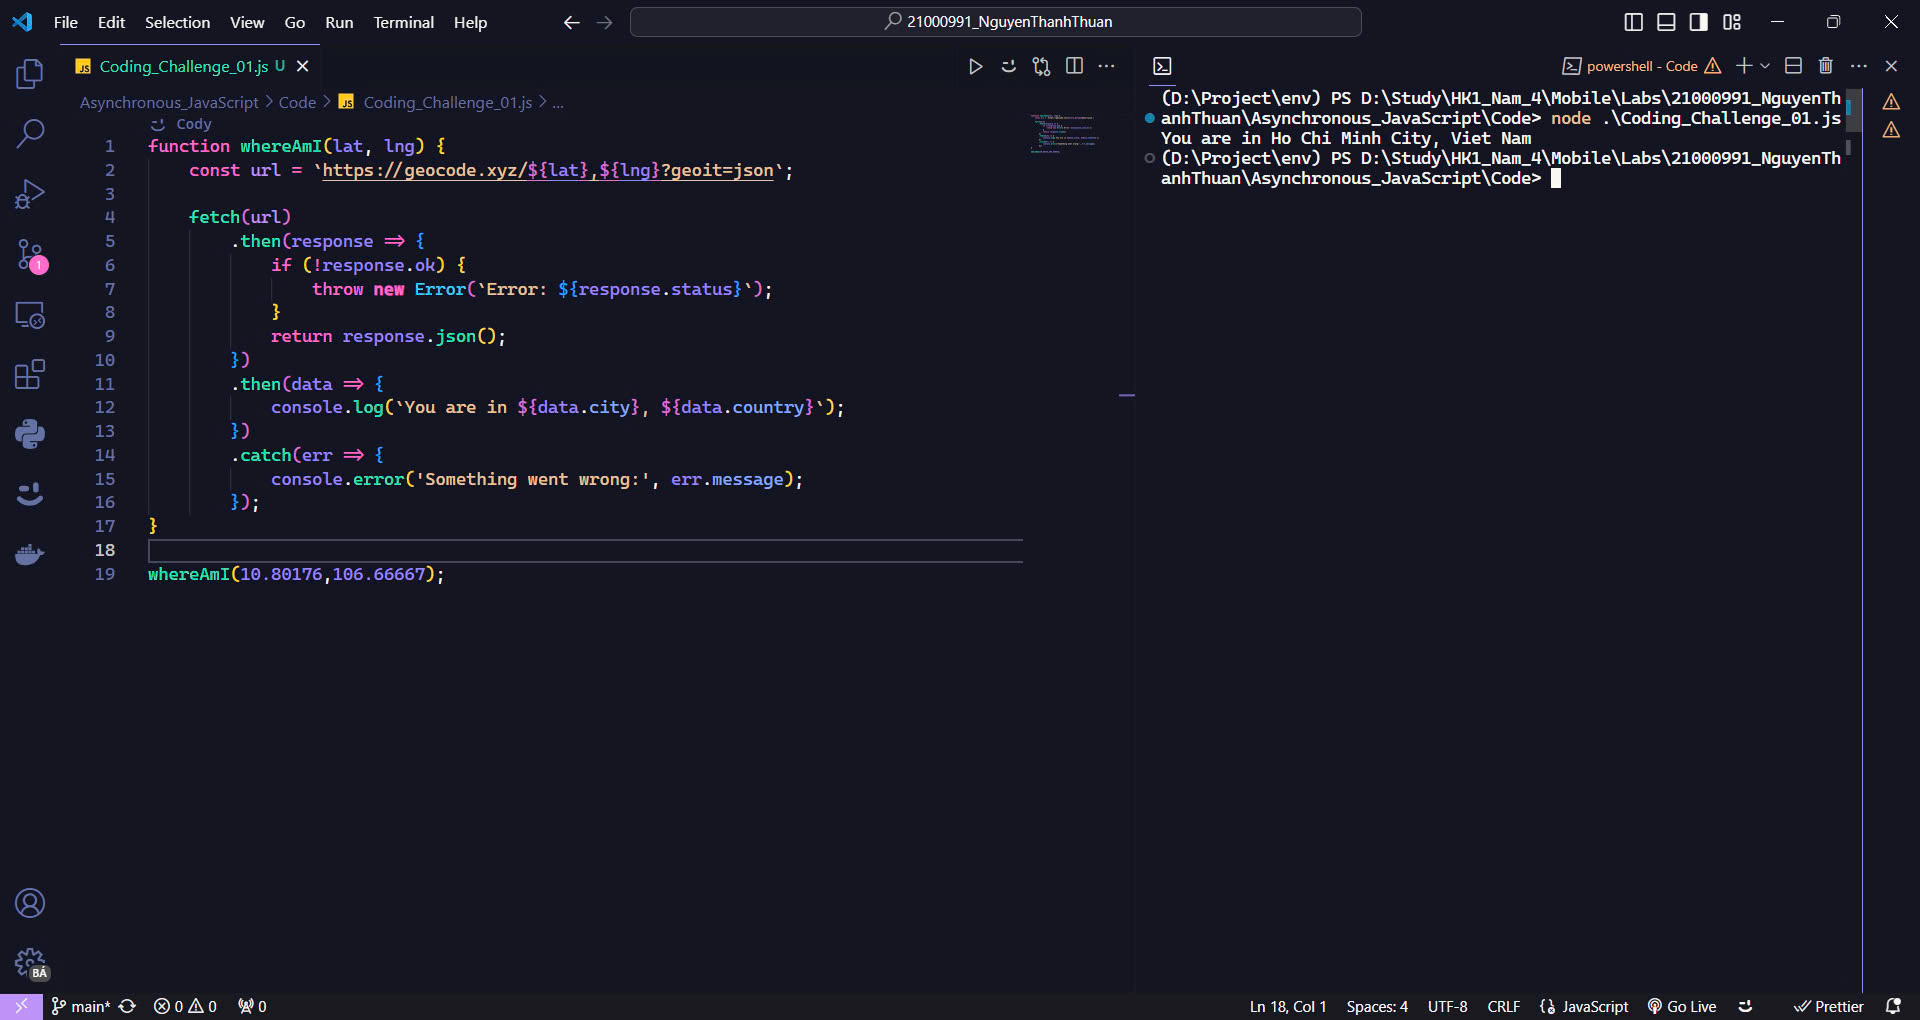 File Edit Selection View Go Run Terminal Help
21000991_NguyenThanhThuan
Coding_Challenge_01.js U
Asynchronous_JavaScript > Code > JS Coding_Challenge_01.js > ...
Cody
1 function whereAmI(lat, lng) {
2 const url = `https://geocode.xyz/${lat},${lng}?geoit=json`;
3
4 fetch(url)
5 .then(response => {
6 if (!response.ok) {
7 throw new Error(`Error: ${response.status}`);
8 }
9 return response.json();
10 })
11 .then(data => {
12 console.log(`You are in ${data.city}, ${data.country}`);
13 })
14 .catch(err => {
15 console.error('Something went wrong:', err.message);
16 });
17 }
18
19 whereAmI(10.80176,106.66667);
powershell - Code
(D:\Project\env) PS D:\Study\HK1_Nam_4\Mobile\Labs\21000991_NguyenTh
anhThuan\Asynchronous_JavaScript\Code> node .\Coding_Challenge_01.js
You are in Ho Chi Minh City, Viet Nam
(D:\Project\env) PS D:\Study\HK1_Nam_4\Mobile\Labs\21000991_NguyenTh
anhThuan\Asynchronous_JavaScript\Code>
1
BÁ
main* 0 0 0
Ln 18, Col 1 Spaces: 4 UTF-8 CRLF {} JavaScript Go Live Prettier